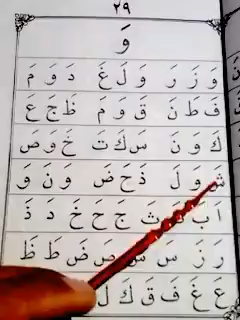 ٢٩
وَ
وَ زَ رَ وَ لَ غَ دَ وَ مَ
فَ طَ نَ قَ وَ مَ ظَ جَ عَ
كَ وَ نَ سَ كَ تَ خَ وَ صَ
شَ وَ لَ ذَ حَ ضَ وَ نَ وَ
اَ بَ تَ ثَ جَ حَ خَ دَ ذَ
رَ زَ سَ شَ صَ ضَ طَ ظَ
عَ غَ فَ قَ كَ لَ